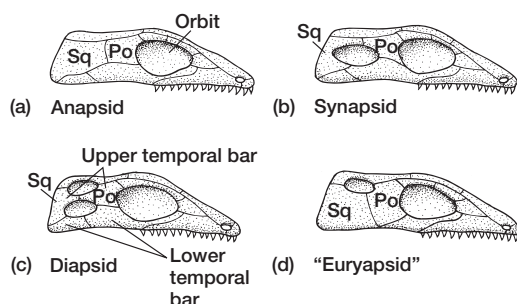 Orbit
Sq
Po
(a) Anapsid
Sq
Po
(b) Synapsid
Upper temporal bar
Sq
Po
(c) Diapsid
Lower
temporal
bar
Sq
Po
(d) “Euryapsid”